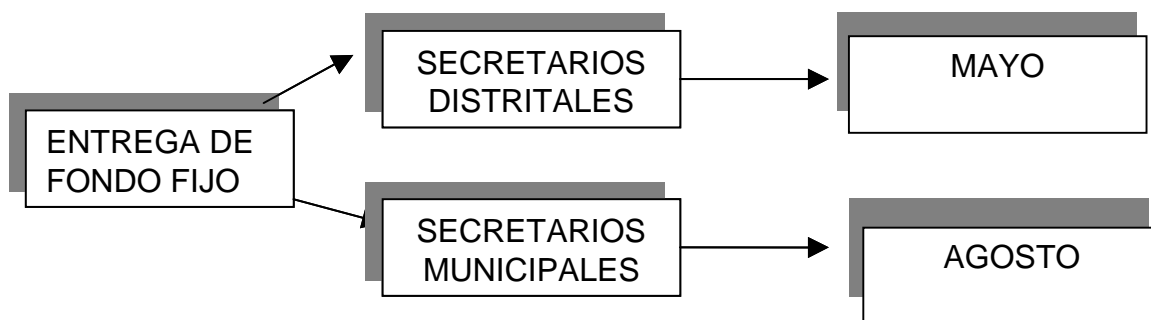 ENTREGA DE
FONDO FIJO
SECRETARIOS
DISTRITALES
MAYO
SECRETARIOS
MUNICIPALES
AGOSTO